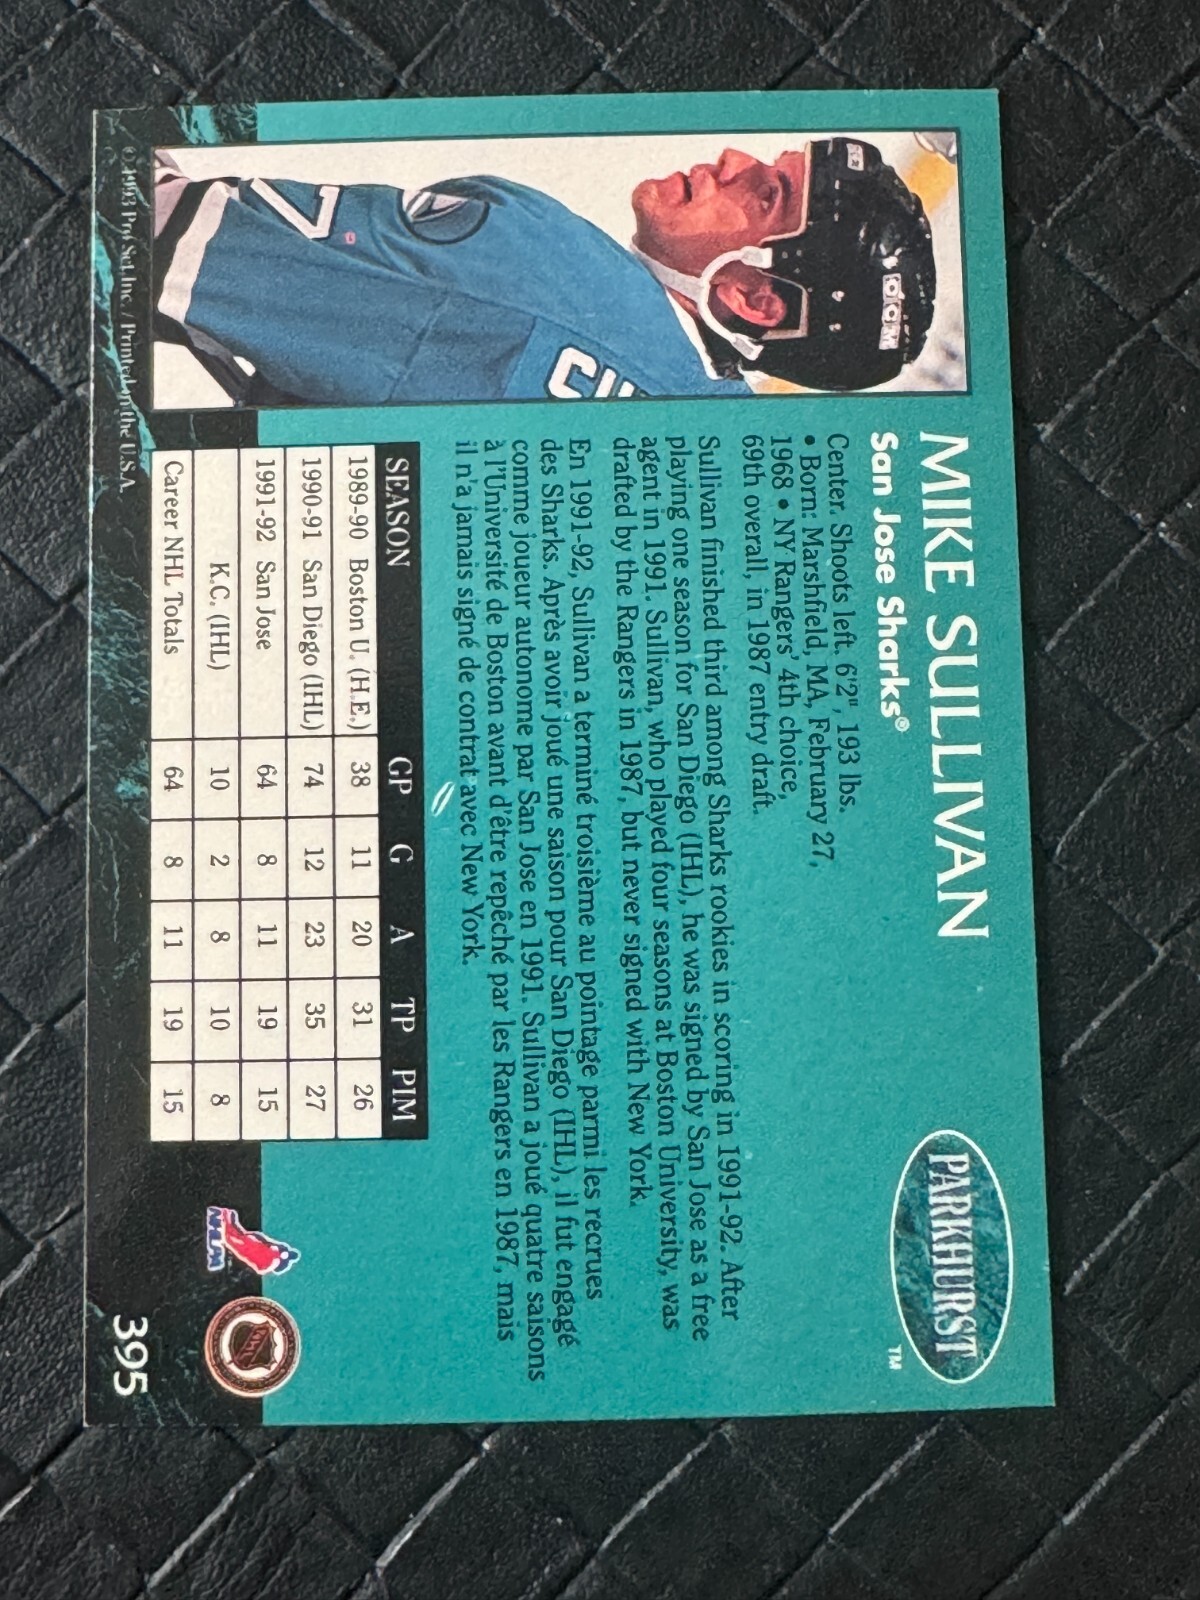 MIKE SULLIVAN
San Jose Sharks®
PARKHURST
TM
Center. Shoots left. 6'2", 193 lbs.
• Born: Marshfield, MA, February 27,
1968 • NY Rangers' 4th choice,
69th overall, in 1987 entry draft.
Sullivan finished third among Sharks rookies in scoring in 1991-92. After
playing one season for San Diego (IHL), he was signed by San Jose as a free
agent in 1991. Sullivan, who played four seasons at Boston University, was
drafted by the Rangers in 1987, but never signed with New York.
En 1991-92, Sullivan a terminé troisième au pointage parmi les recrues
des Sharks. Après avoir joué une saison pour San Diego (IHL), il fut engagé
comme joueur autonome par San Jose en 1991. Sullivan a joué quatre saisons
à l'Université de Boston avant d'être repêché par les Rangers en 1987, mais
il n'a jamais signé de contrat avec New York.
SEASON GP G A TP PIM
1989-90 Boston U. (H.E.) 38 11 20 31 26
1990-91 San Diego (IHL) 74 12 23 35 27
1991-92 San Jose 64 8 11 19 15
K.C. (IHL) 10 2 8 10 8
Career NHL Totals 64 8 11 19 15
©1993 Pro Set, Inc. / Printed in the U.S.A.
NHLPA
NHL
395